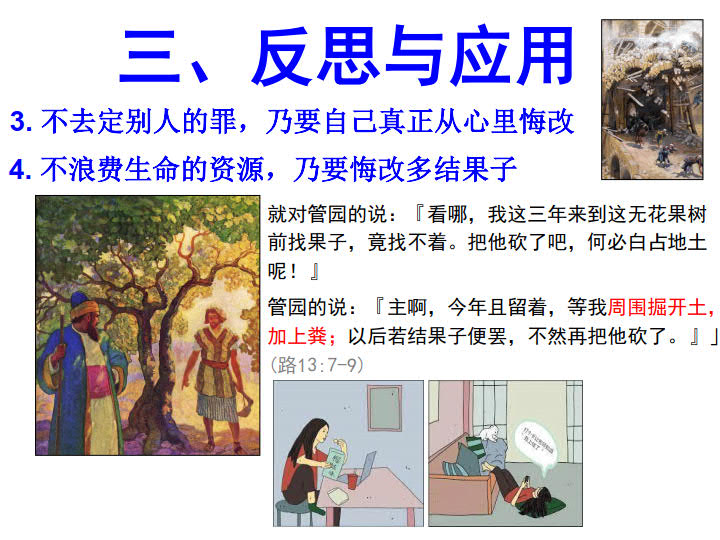 三、反思与应用
3. 不去定别人的罪，乃要自己真正从心里悔改
4. 不浪费生命的资源，乃要悔改多结果子
就对管园的说：『看哪，我这三年来到这无花果树
前找果子，竟找不着。把他砍了吧，何必白占地土
呢！』
管园的说：『主啊，今年且留着，等我周围掘开土，
加上粪；以后若结果子便罢，不然再把他砍了。』」
(路13:7-9)